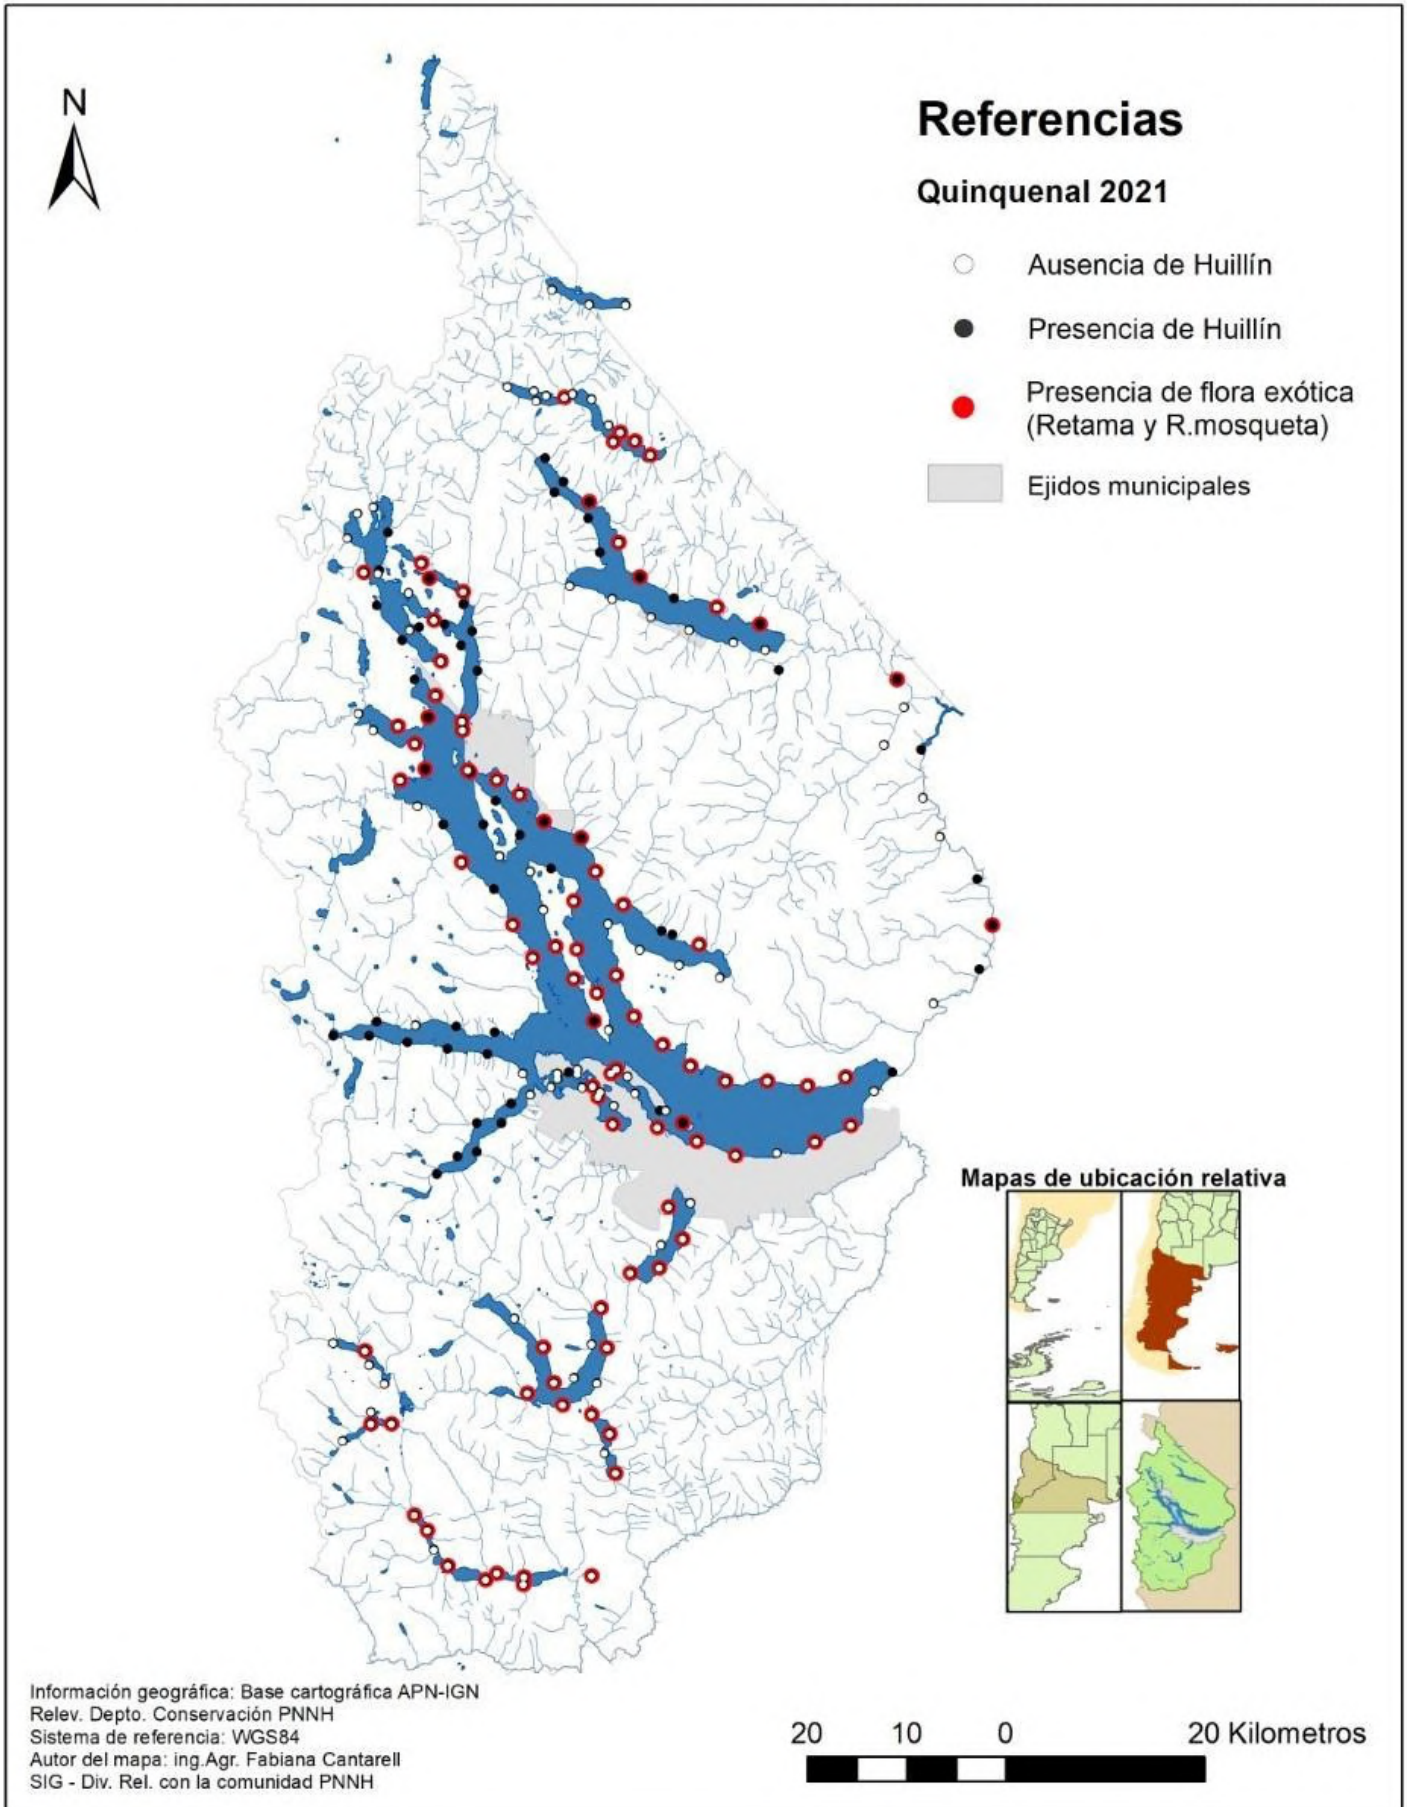 N
Referencias
Quinquenal 2021
Ausencia de Huillín
Presencia de Huillín
Presencia de flora exótica
(Retama y R.mosqueta)
Ejidos municipales
Mapas de ubicación relativa
Información geográfica: Base cartográfica APN-IGN
Relev. Depto. Conservación PNNH
Sistema de referencia: WGS84
Autor del mapa: ing.Agr. Fabiana Cantarell
SIG - Div. Rel. con la comunidad PNNH
20 10 0 20 Kilometros